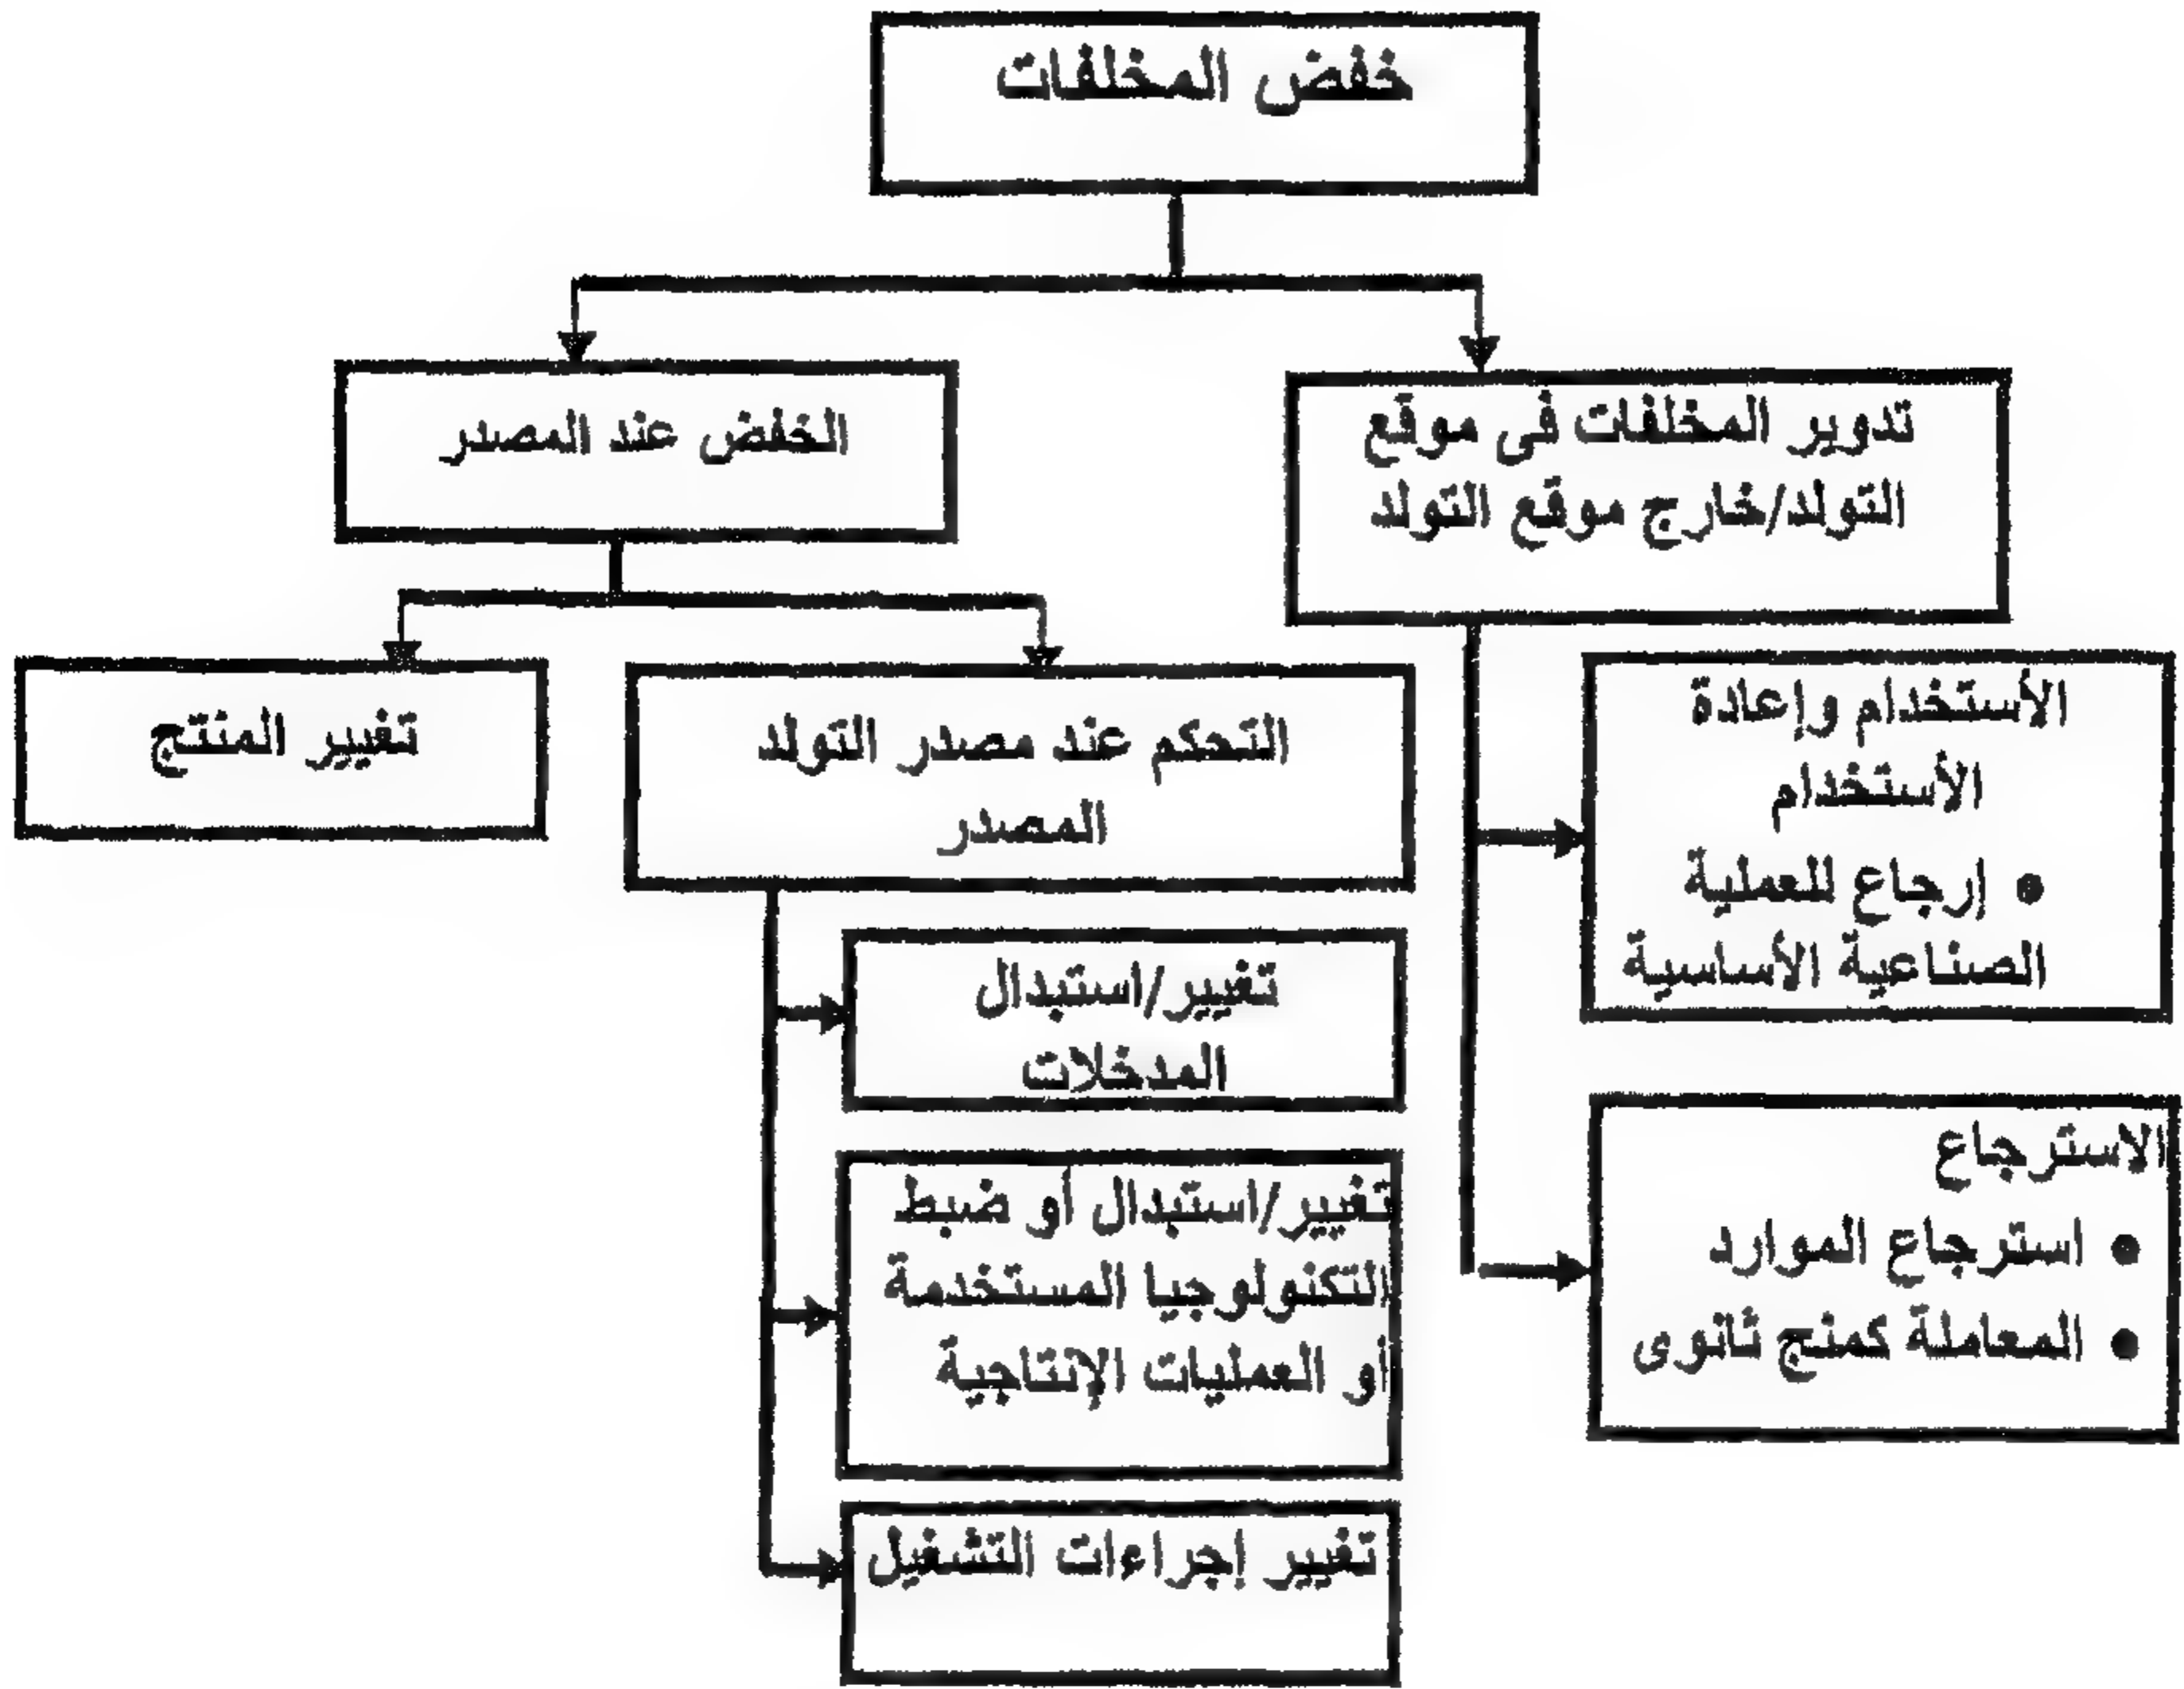 خفض المخلفات
تدوير المخلفات فى موقع
التولد/خارج موقع التولد
الخفض عند المصدر
الأستخدام وإعادة
الأستخدام
• إرجاع للعملية
الصناعية الأساسية
الاسترجاع
• استرجاع الموارد
• المعاملة كمنج ثانوى
التحكم عند مصدر التولد
المصدر
تغيير/استبدال
المدخلات
تغيير/استبدال أو ضبط
التكنولوجيا المستخدمة
أو العمليات الإنتاجية
تغيير إجراءات التشغيل
تغيير المنتج